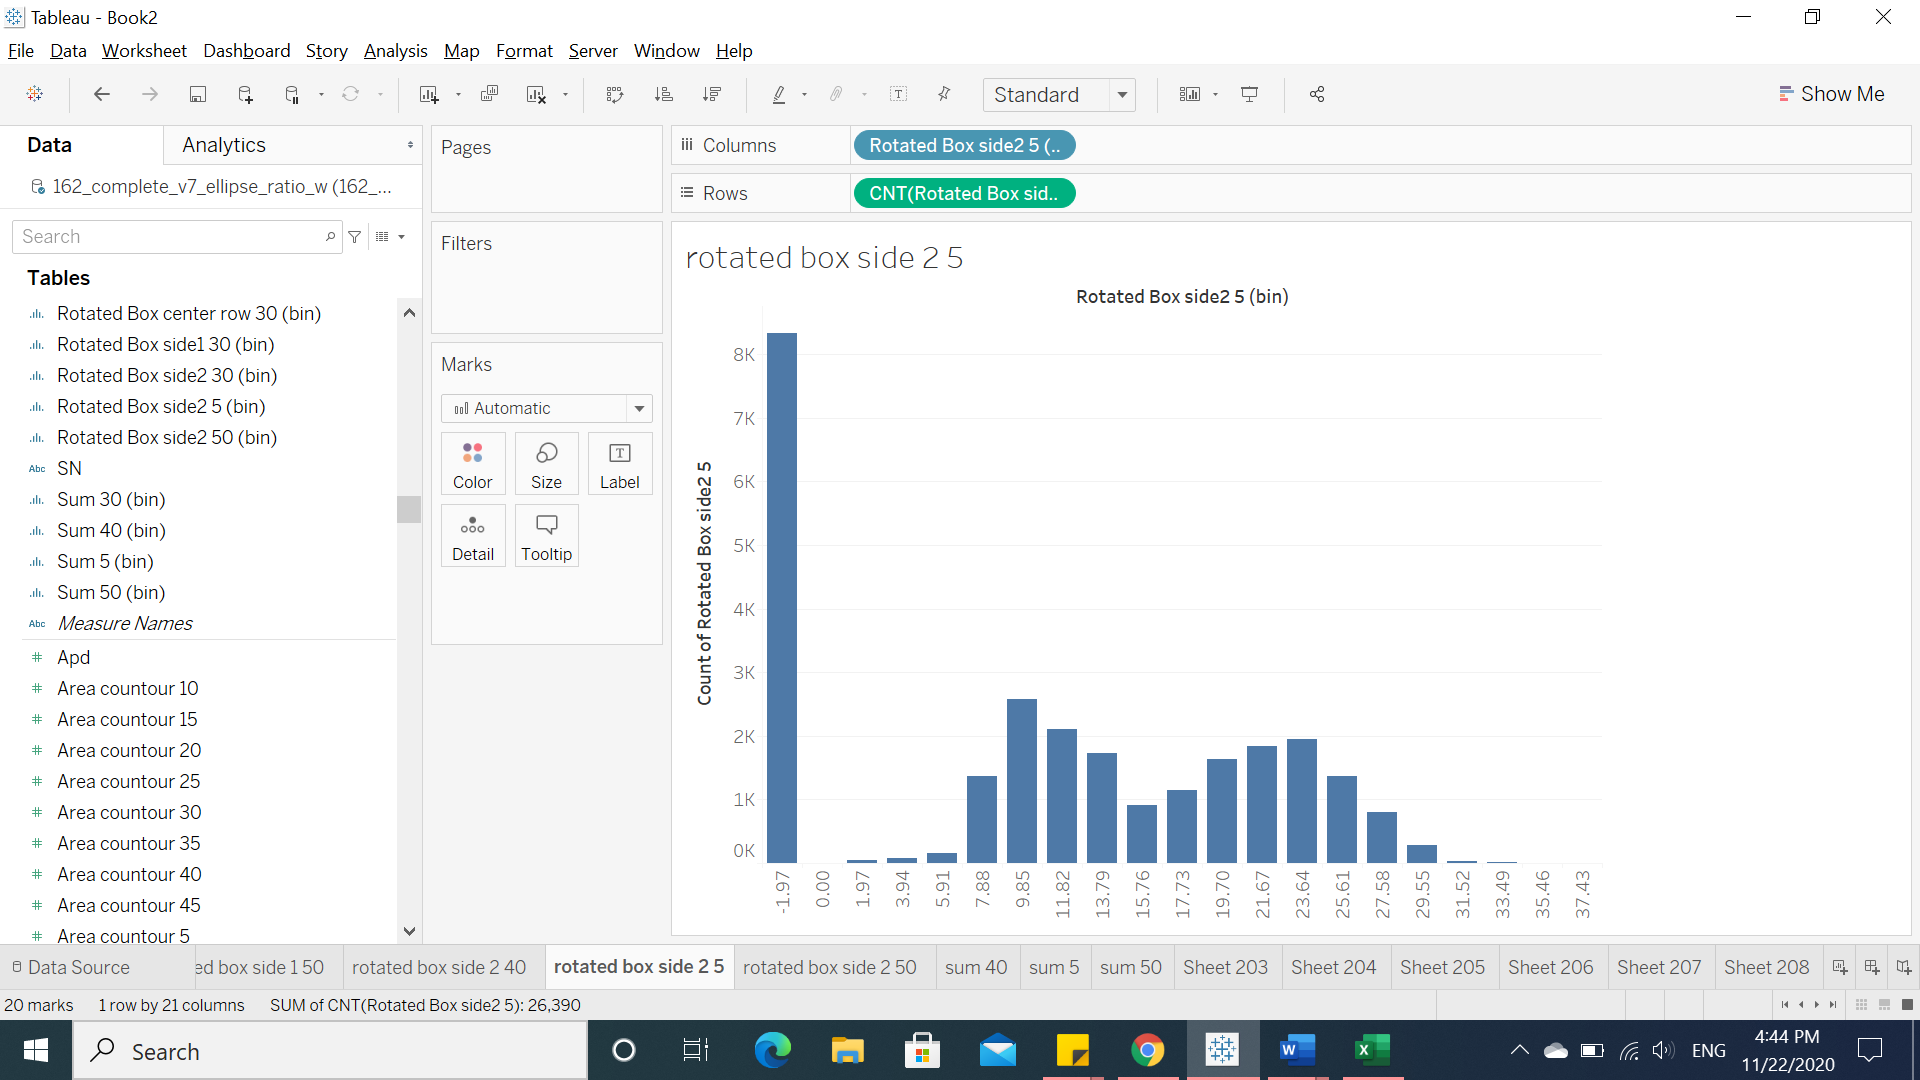 Tableau - Book2
File Data Worksheet Dashboard Story Analysis Map Format Server Window Help
Standard
Show Me
Data
Analytics
162_complete_v7_ellipse_ratio_w (162_...
Search
Tables
Rotated Box center row 30 (bin)
Rotated Box side1 30 (bin)
Rotated Box side2 30 (bin)
Rotated Box side2 5 (bin)
Rotated Box side2 50 (bin)
Abc SN
Sum 30 (bin)
Sum 40 (bin)
Sum 5 (bin)
Sum 50 (bin)
Abc Measure Names
# Apd
# Area countour 10
# Area countour 15
# Area countour 20
# Area countour 25
# Area countour 30
# Area countour 35
# Area countour 40
# Area countour 45
# Area countour 5
Pages
Filters
Marks
Automatic
Color
Size
T
Label
Detail
Tooltip
Columns
Rotated Box side2 5 (..
Rows
CNT(Rotated Box sid..
rotated box side 2 5
Rotated Box side2 5 (bin)
Count of Rotated Box side2 5
8K
7K
6K
5K
4K
3K
2K
1K
0K
-1.97
0.00
1.97
3.94
5.91
7.88
9.85
11.82
13.79
15.76
17.73
19.70
21.67
23.64
25.61
27.58
29.55
31.52
33.49
35.46
37.43
Data Source
ed box side 1 50
rotated box side 2 40
rotated box side 2 5
rotated box side 2 50
sum 40
sum 5
sum 50
Sheet 203
Sheet 204
Sheet 205
Sheet 206
Sheet 207
Sheet 208
20 marks
1 row by 21 columns
SUM of CNT(Rotated Box side2 5): 26,390
Search
W
X
ENG
4:44 PM
11/22/2020